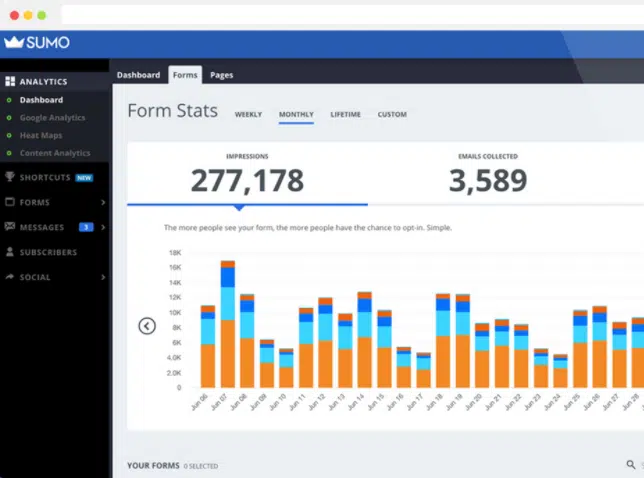 SUMO
ANALYTICS
Dashboard
Google Analytics
Heat Maps
Content Analytics
SHORTCUTS NEW
FORMS
MESSAGES 3
SUBSCRIBERS
SOCIAL
Dashboard Forms Pages
Form Stats WEEKLY MONTHLY LIFETIME CUSTOM
IMPRESSIONS EMAILS COLLECTED
277,178 3,589
The more people see your form, the more people have the chance to opt-in. Simple.
18K
16K
14K
12K
10K
8K
6K
4.0K
2.0K
0
Jun 06 Jun 07 Jun 08 Jun 09 Jun 10 Jun 11 Jun 12 Jun 13 Jun 14 Jun 15 Jun 16 Jun 17 Jun 18 Jun 19 Jun 20 Jun 21 Jun 22 Jun 23 Jun 24 Jun 25 Jun 26 Jun 27 Jun 28
YOUR FORMS 0 SELECTED